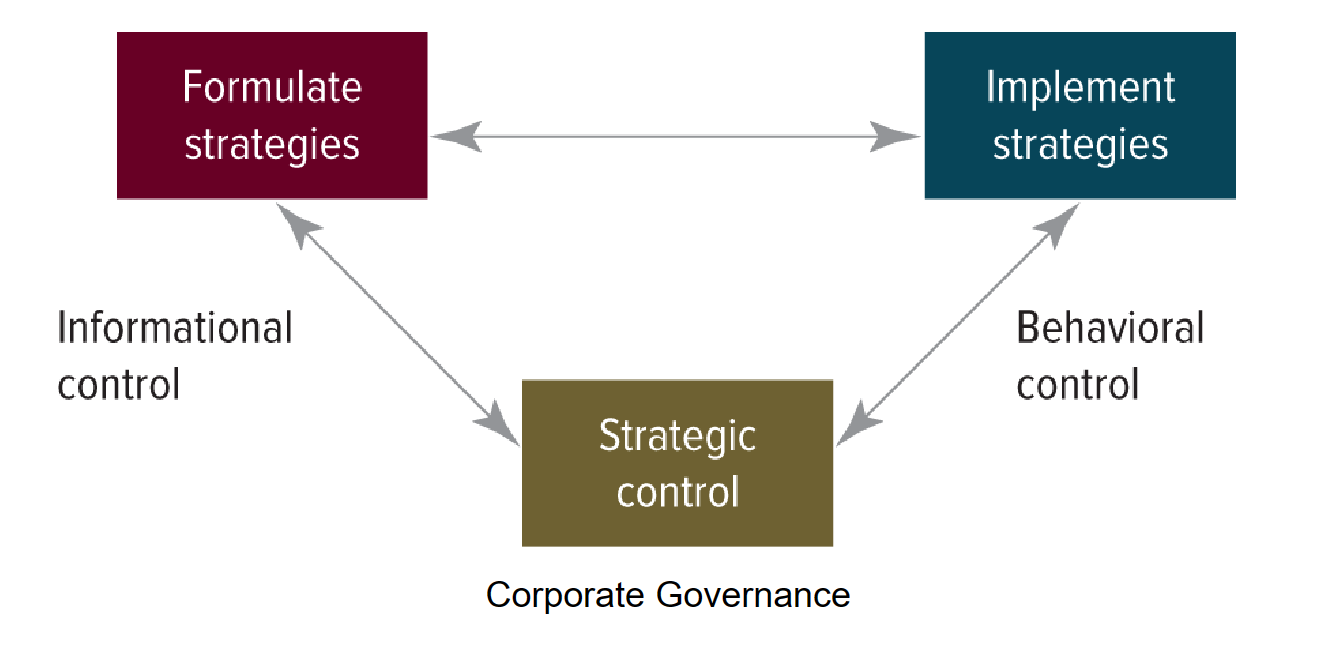 Formulate
strategies
Implement
strategies
Informational
control
Behavioral
control
Strategic
control
Corporate Governance